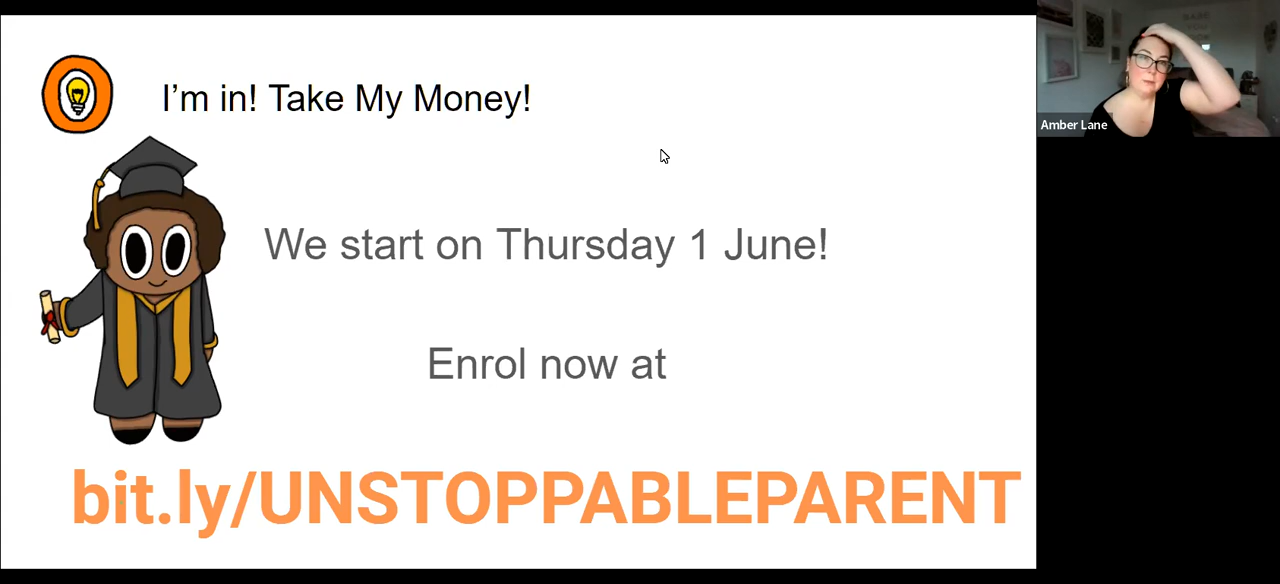 I'm in! Take My Money!
We start on Thursday 1 June!
Enrol now at
bit.ly/UNSTOPPABLEPARENT
Amber Lane